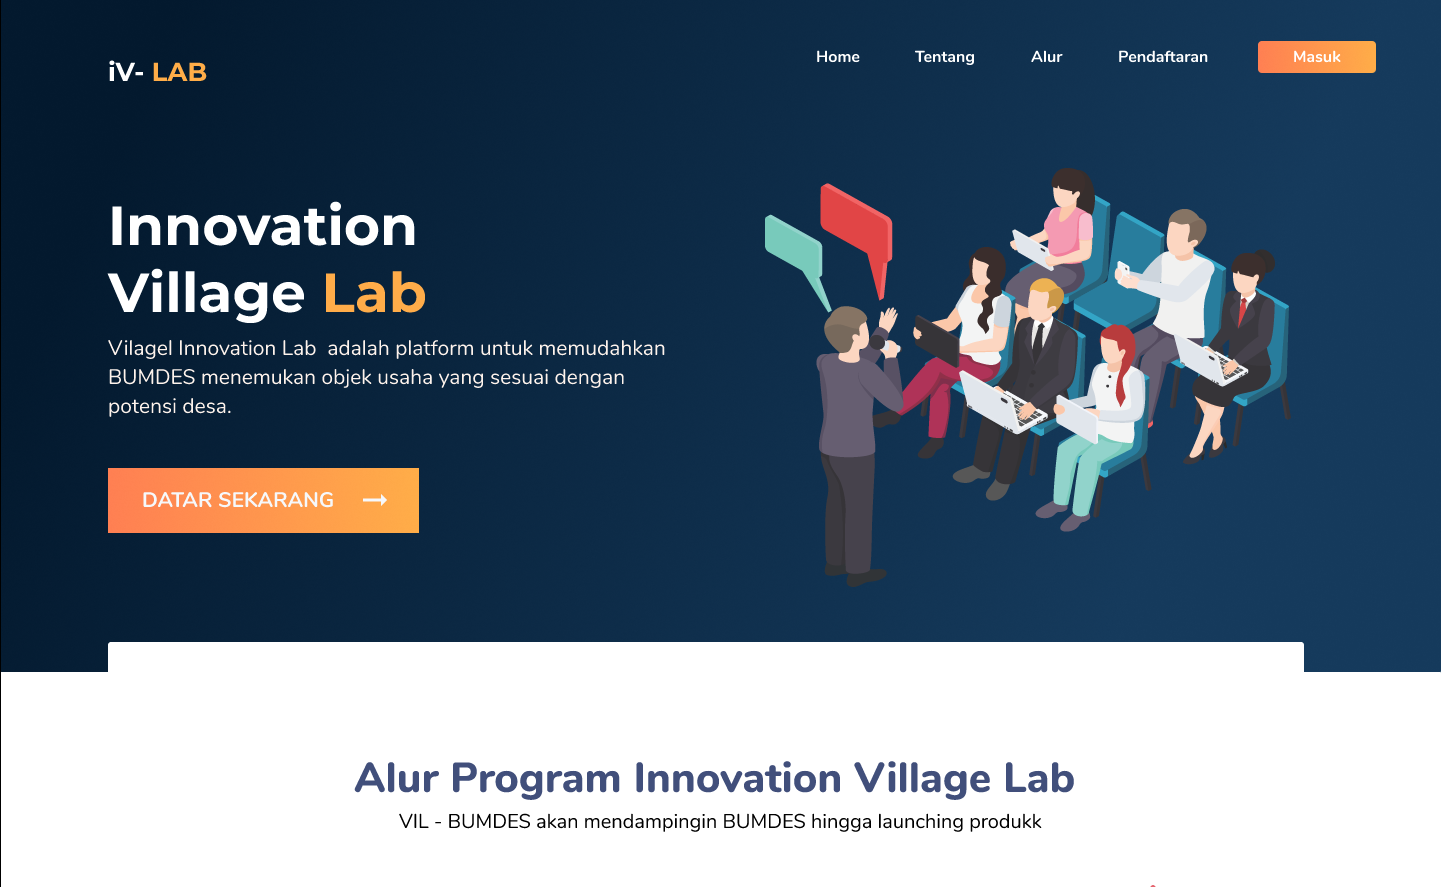 iV- LAB
Home Tentang Alur Pendaftaran Masuk
Innovation
Village Lab
Vilagel Innovation Lab adalah platform untuk memudahkan
BUMDES menemukan objek usaha yang sesuai dengan
potensi desa.
DATAR SEKARANG
Alur Program Innovation Village Lab
VIL - BUMDES akan mendampingin BUMDES hingga launching produkk